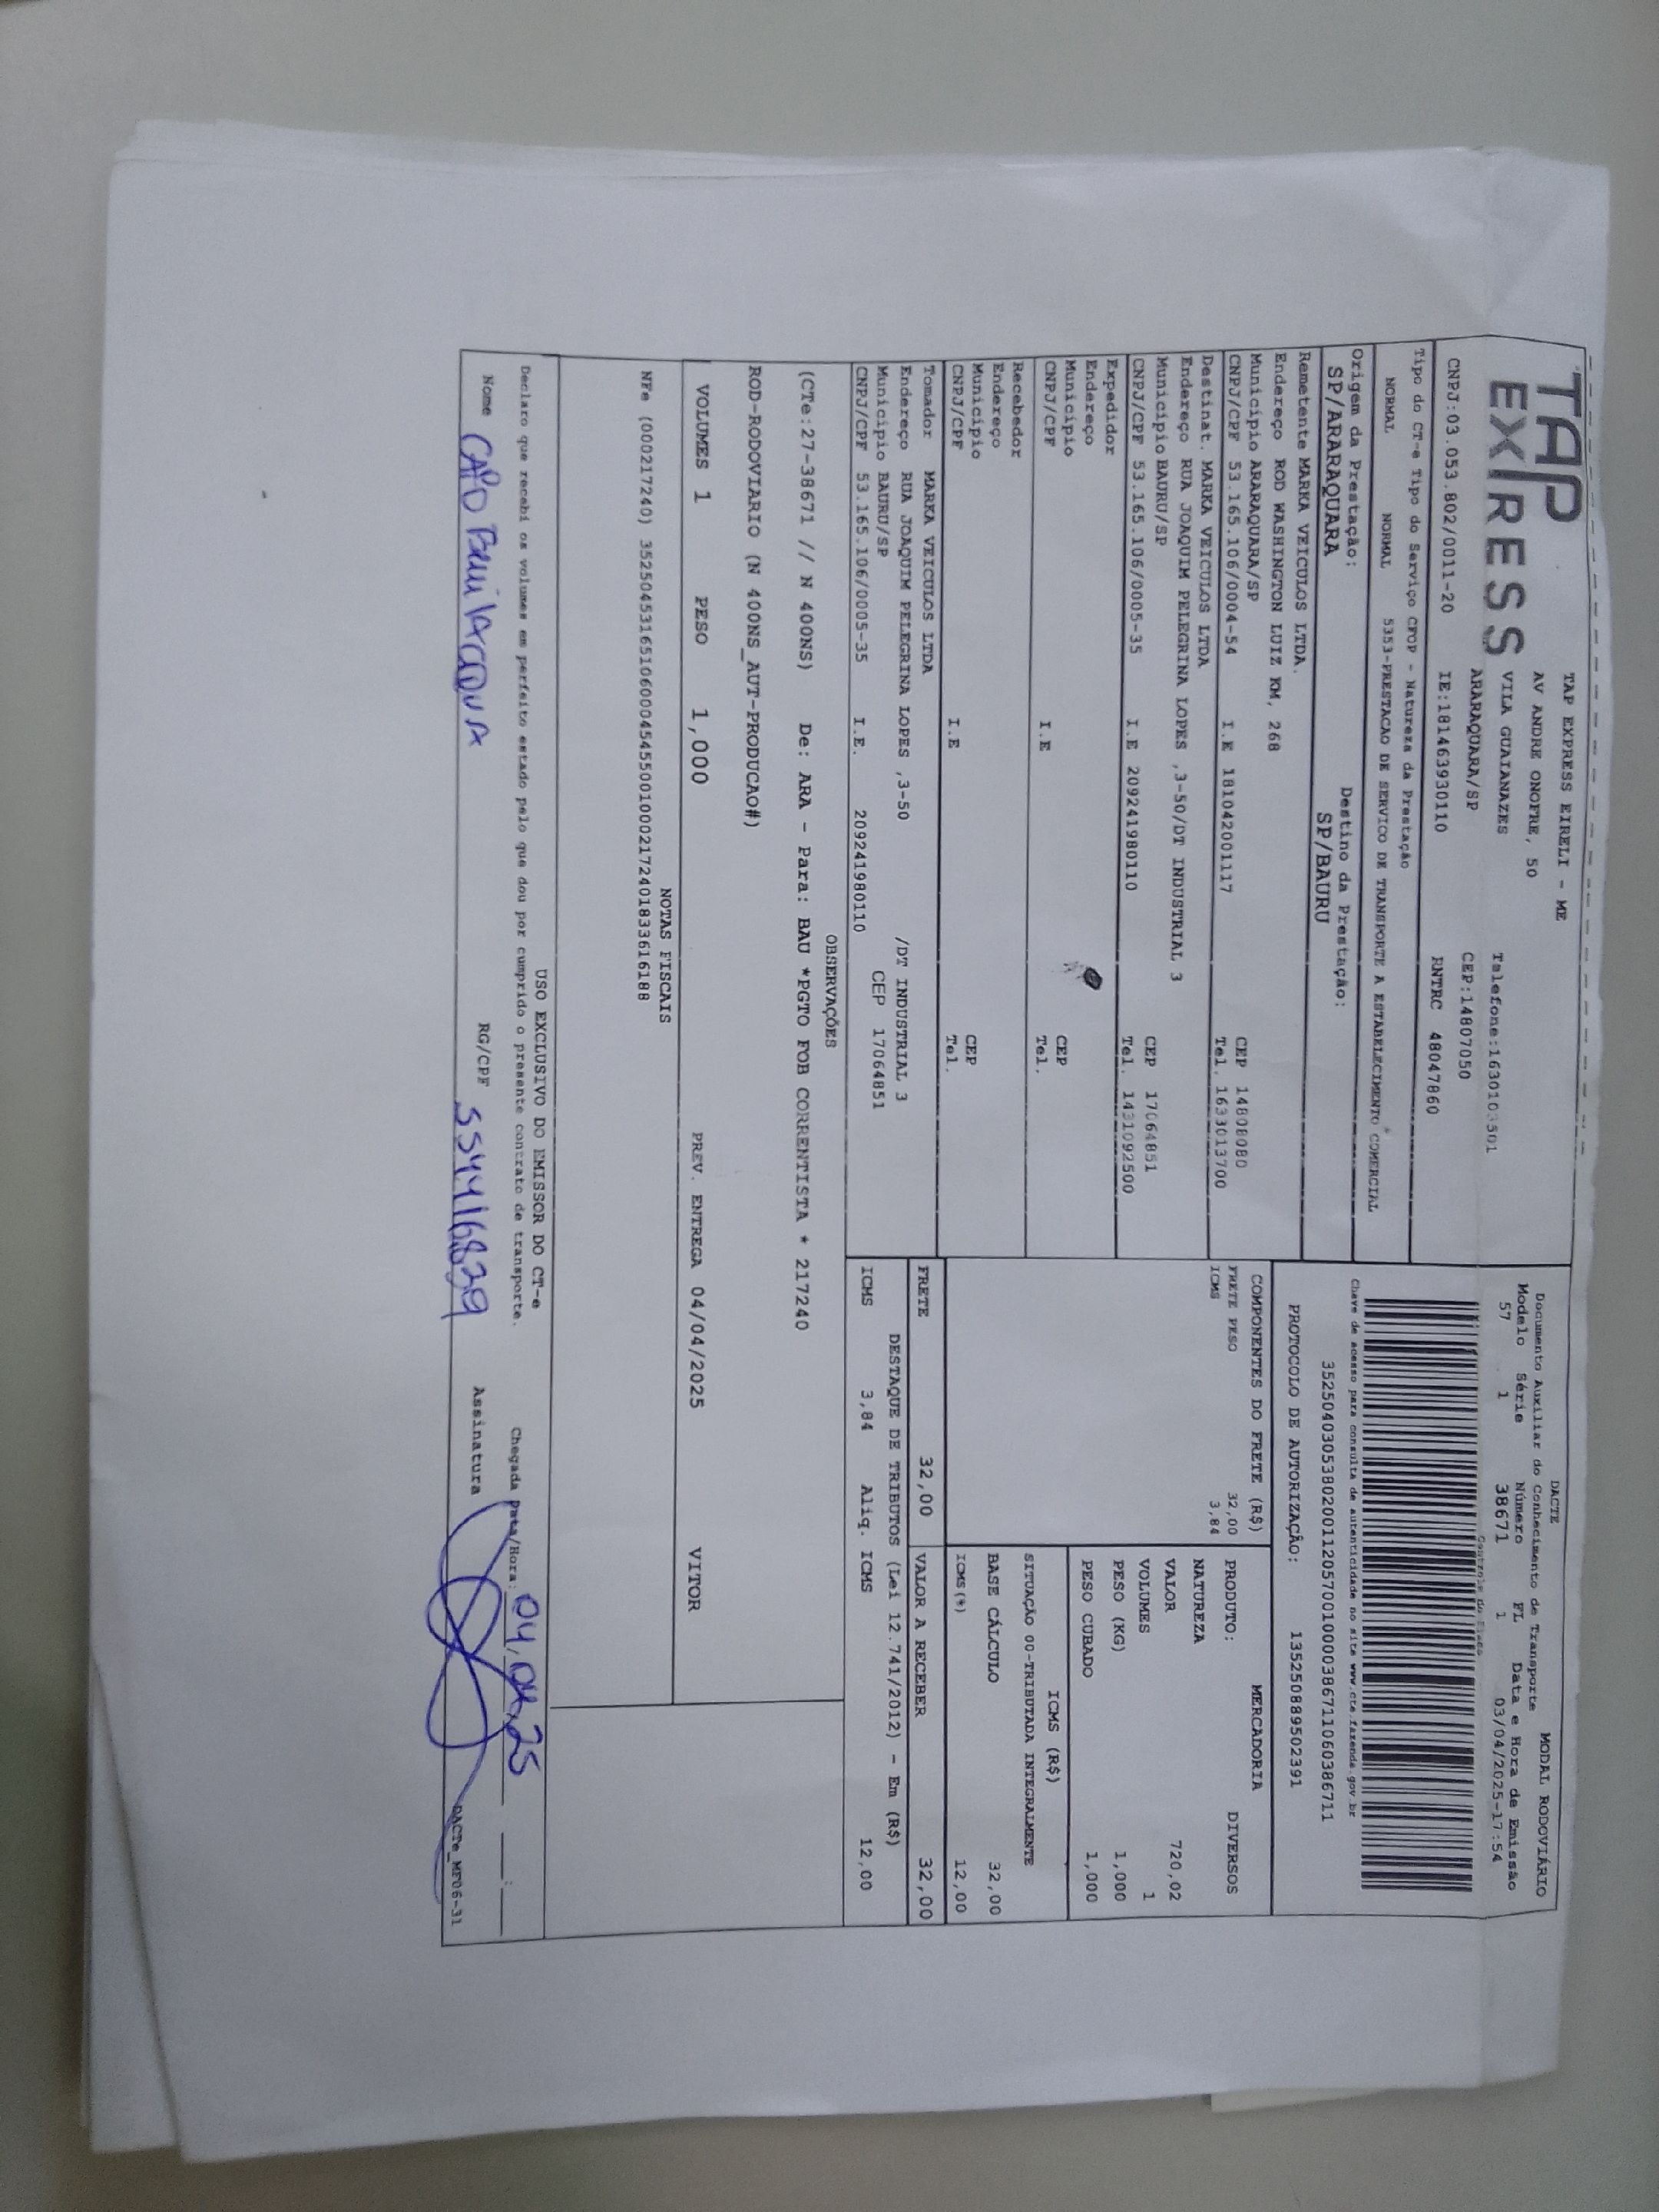 TAP
EXPRESS
TAP EXPRESS EIRELI - ME
AV ANDRE ONOFRE, 50
VILA GUAIANAZES
ARARAQUARA/SP
CEP:14807050
CNPJ:03.053.802/0011-20 IE:181463930110 RNTRC 48047860
Tipo do CT-e Tipo do Serviço CFOP - Natureza da Prestação
NORMAL NORMAL 5353-PRESTACAO DE SERVICO DE TRANSPORTE A ESTABELECIMENTO COMERCIAL
Origem da Prestação: Destino da Prestação:
SP/ARARAQUARA SP/BAURU
Remetente MARKA VEICULOS LTDA.
Endereço ROD WASHINGTON LUIZ KM, 268
Município ARARAQUARA/SP CEP 14808080
CNPJ/CPF 53.165.106/0004-54 I.E 181042001117 Tel. 1633013700
Destinat. MARKA VEICULOS LTDA
Endereço RUA JOAQUIM PELEGRINA LOPES ,3-50/DT INDUSTRIAL 3
Município BAURU/SP CEP 17064851
CNPJ/CPF 53.165.106/0005-35 I.E 209241980110 Tel. 1431092500
Expedidor
Endereço
Município CEP
CNPJ/CPF I.E Tel.
Recebedor
Endereço
Município CEP
CNPJ/CPF I.E Tel.
Tomador MARKA VEICULOS LTDA
Endereço RUA JOAQUIM PELEGRINA LOPES ,3-50 /DT INDUSTRIAL 3
Município BAURU/SP CEP 17064851
CNPJ/CPF 53.165.106/0005-35 I.E. 209241980110
DACTE MODAL RODOVIÁRIO
Documento Auxiliar do Conhecimento de Transporte
Modelo Série Número FL Data e Hora de Emissão
57 1 38671 1 03/04/2025-17:54
Controle do Fisco
Chave de acesso para consulta de autenticidade no site www.cte.fazenda.gov.br
35250403053802001120570010000386711060386711
PROTOCOLO DE AUTORIZAÇÃO: 135250889502391
COMPONENTES DO FRETE (R$)
FRETE PESO 32,00
ICMS 3,84
MERCADORIA
PRODUTO: DIVERSOS
NATUREZA
VALOR 720,02
VOLUMES 1
PESO (KG) 1,000
PESO CUBADO 1,000
ICMS (R$)
SITUAÇÃO 00-TRIBUTADA INTEGRALMENTE
BASE CÁLCULO 32,00
ICMS(%) 12,00
FRETE 32,00 VALOR A RECEBER 32,00
DESTAQUE DE TRIBUTOS (Lei 12.741/2012) - Em (R$)
ICMS 3,84 Aliq. ICMS 12,00
OBSERVAÇÕES
(CTe:27-38671 // N 400NS) De: ARA - Para: BAU *PGTO FOB CORRENTISTA * 217240
ROD-RODOVIARIO (N 400NS_AUT-PRODUCAO#)
VOLUMES 1 PESO 1,000 PREV. ENTREGA 04/04/2025 VITOR
NOTAS FISCAIS
NFe (000217240) 35250453165106000454550010002172401833616188
USO EXCLUSIVO DO EMISSOR DO CT-e
Declaro que recebi os volumes em perfeito estado pelo que dou por cumprido o presente contrato de transporte. Chegada Data/Hora: 04,04,25 __:__
Nome RG/CPF 554416829 Assinatura
DACTe_MF06-31